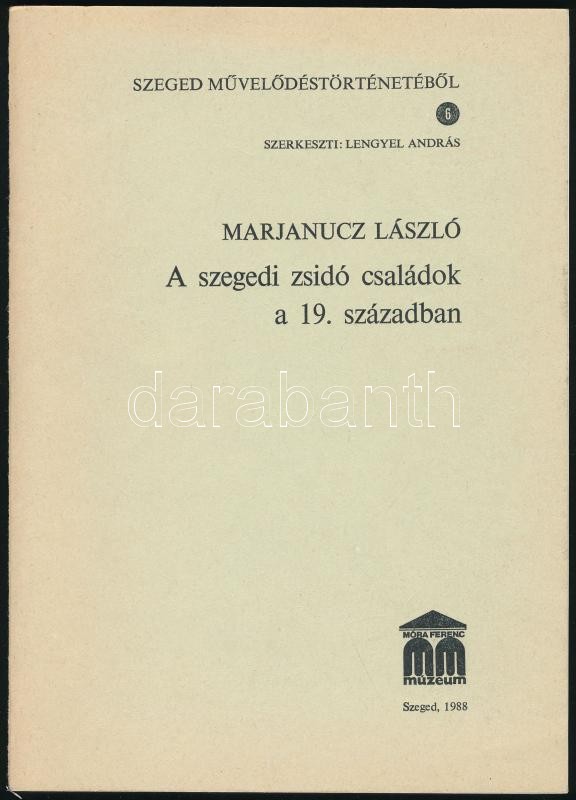 SZEGED MŰVELŐDÉSTÖRTÉNETÉBŐL
6
SZERKESZTI: LENGYEL ANDRÁS
MARJANUCZ LÁSZLÓ
A szegedi zsidó családok
a 19. században
darabanth
MÓRA FERENC
mm
múzeum
Szeged, 1988